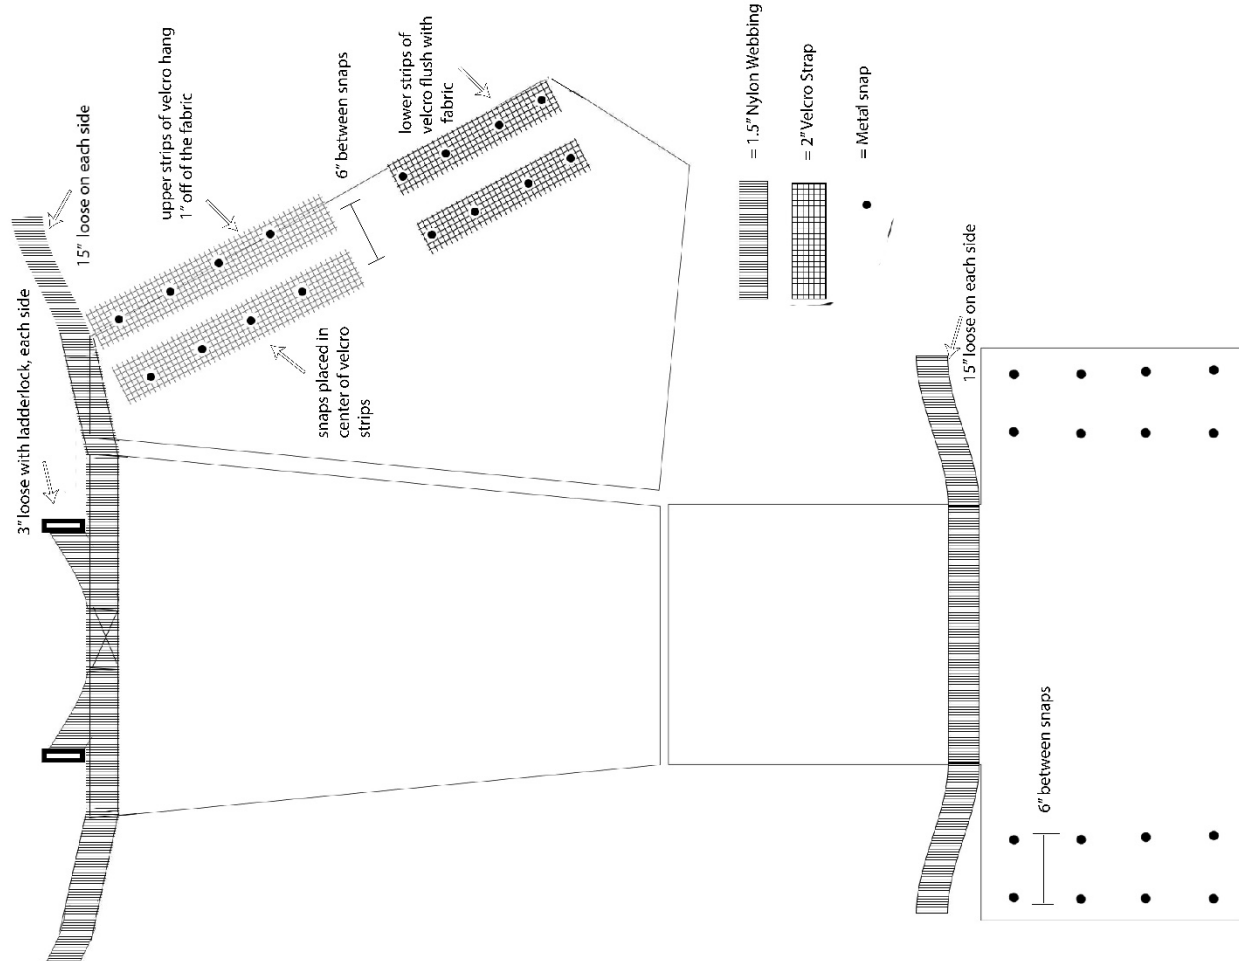 3" loose with ladderlock, each side
15" loose on each side
upper strips of velcro hang
1" off of the fabric
snaps placed in
center of velcro
strips
6" between snaps
lower strips of
velcro flush with
fabric
= 1.5" Nylon Webbing
= 2" Velcro Strap
= Metal snap
15" loose on each side
6" between snaps